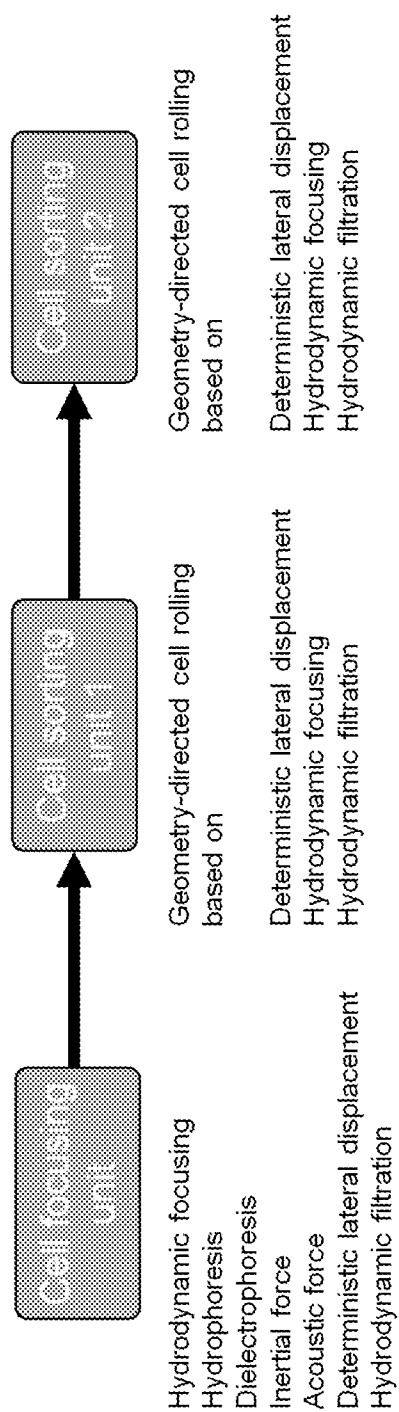 Cell focusing
unit
Hydrodynamic focusing
Hydrophoresis
Dielectrophoresis
Inertial force
Acoustic force
Deterministic lateral displacement
Hydrodynamic filtration
Cell sorting
unit 1
Geometry-directed cell rolling
based on
Deterministic lateral displacement
Hydrodynamic focusing
Hydrodynamic filtration
Cell sorting
unit 2
Geometry-directed cell rolling
based on
Deterministic lateral displacement
Hydrodynamic focusing
Hydrodynamic filtration